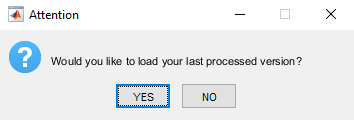 Attention
Would you like to load your last processed version?
YES NO